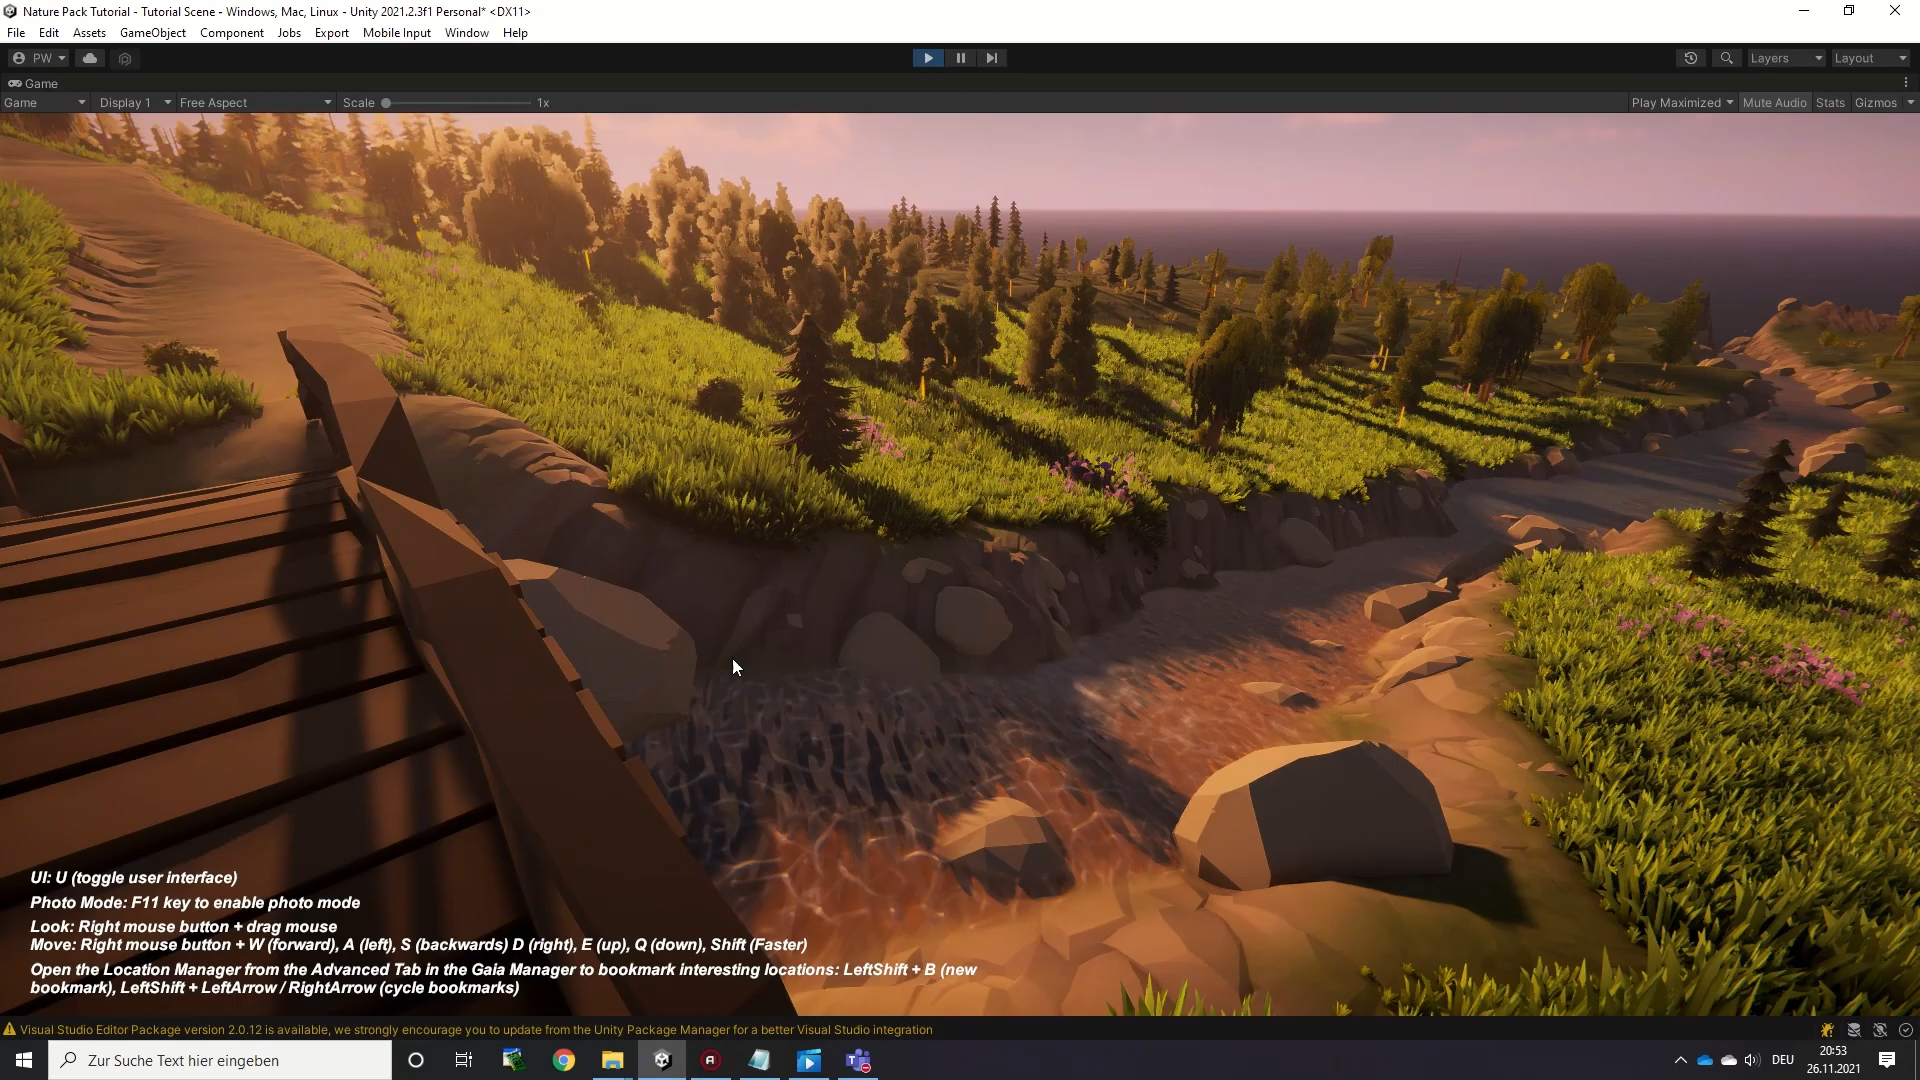 Nature Pack Tutorial - Tutorial Scene - Windows, Mac, Linux - Unity 2021.2.3f1 Personal* <DX11>
File Edit Assets GameObject Component Jobs Export Mobile Input Window Help
PW Layers Layout
Game
Game Display 1 Free Aspect Scale 1x Play Maximized Mute Audio Stats Gizmos
UI: U (toggle user interface)
Photo Mode: F11 key to enable photo mode
Look: Right mouse button + drag mouse
Move: Right mouse button + W (forward), A (left), S (backwards) D (right), E (up), Q (down), Shift (Faster)
Open the Location Manager from the Advanced Tab in the Gaia Manager to bookmark interesting locations: LeftShift + B (new
bookmark), LeftShift + LeftArrow / RightArrow (cycle bookmarks)
Visual Studio Editor Package version 2.0.12 is available, we strongly encourage you to update from the Unity Package Manager for a better Visual Studio integration
Zur Suche Text hier eingeben
DEU
20:53
26.11.2021